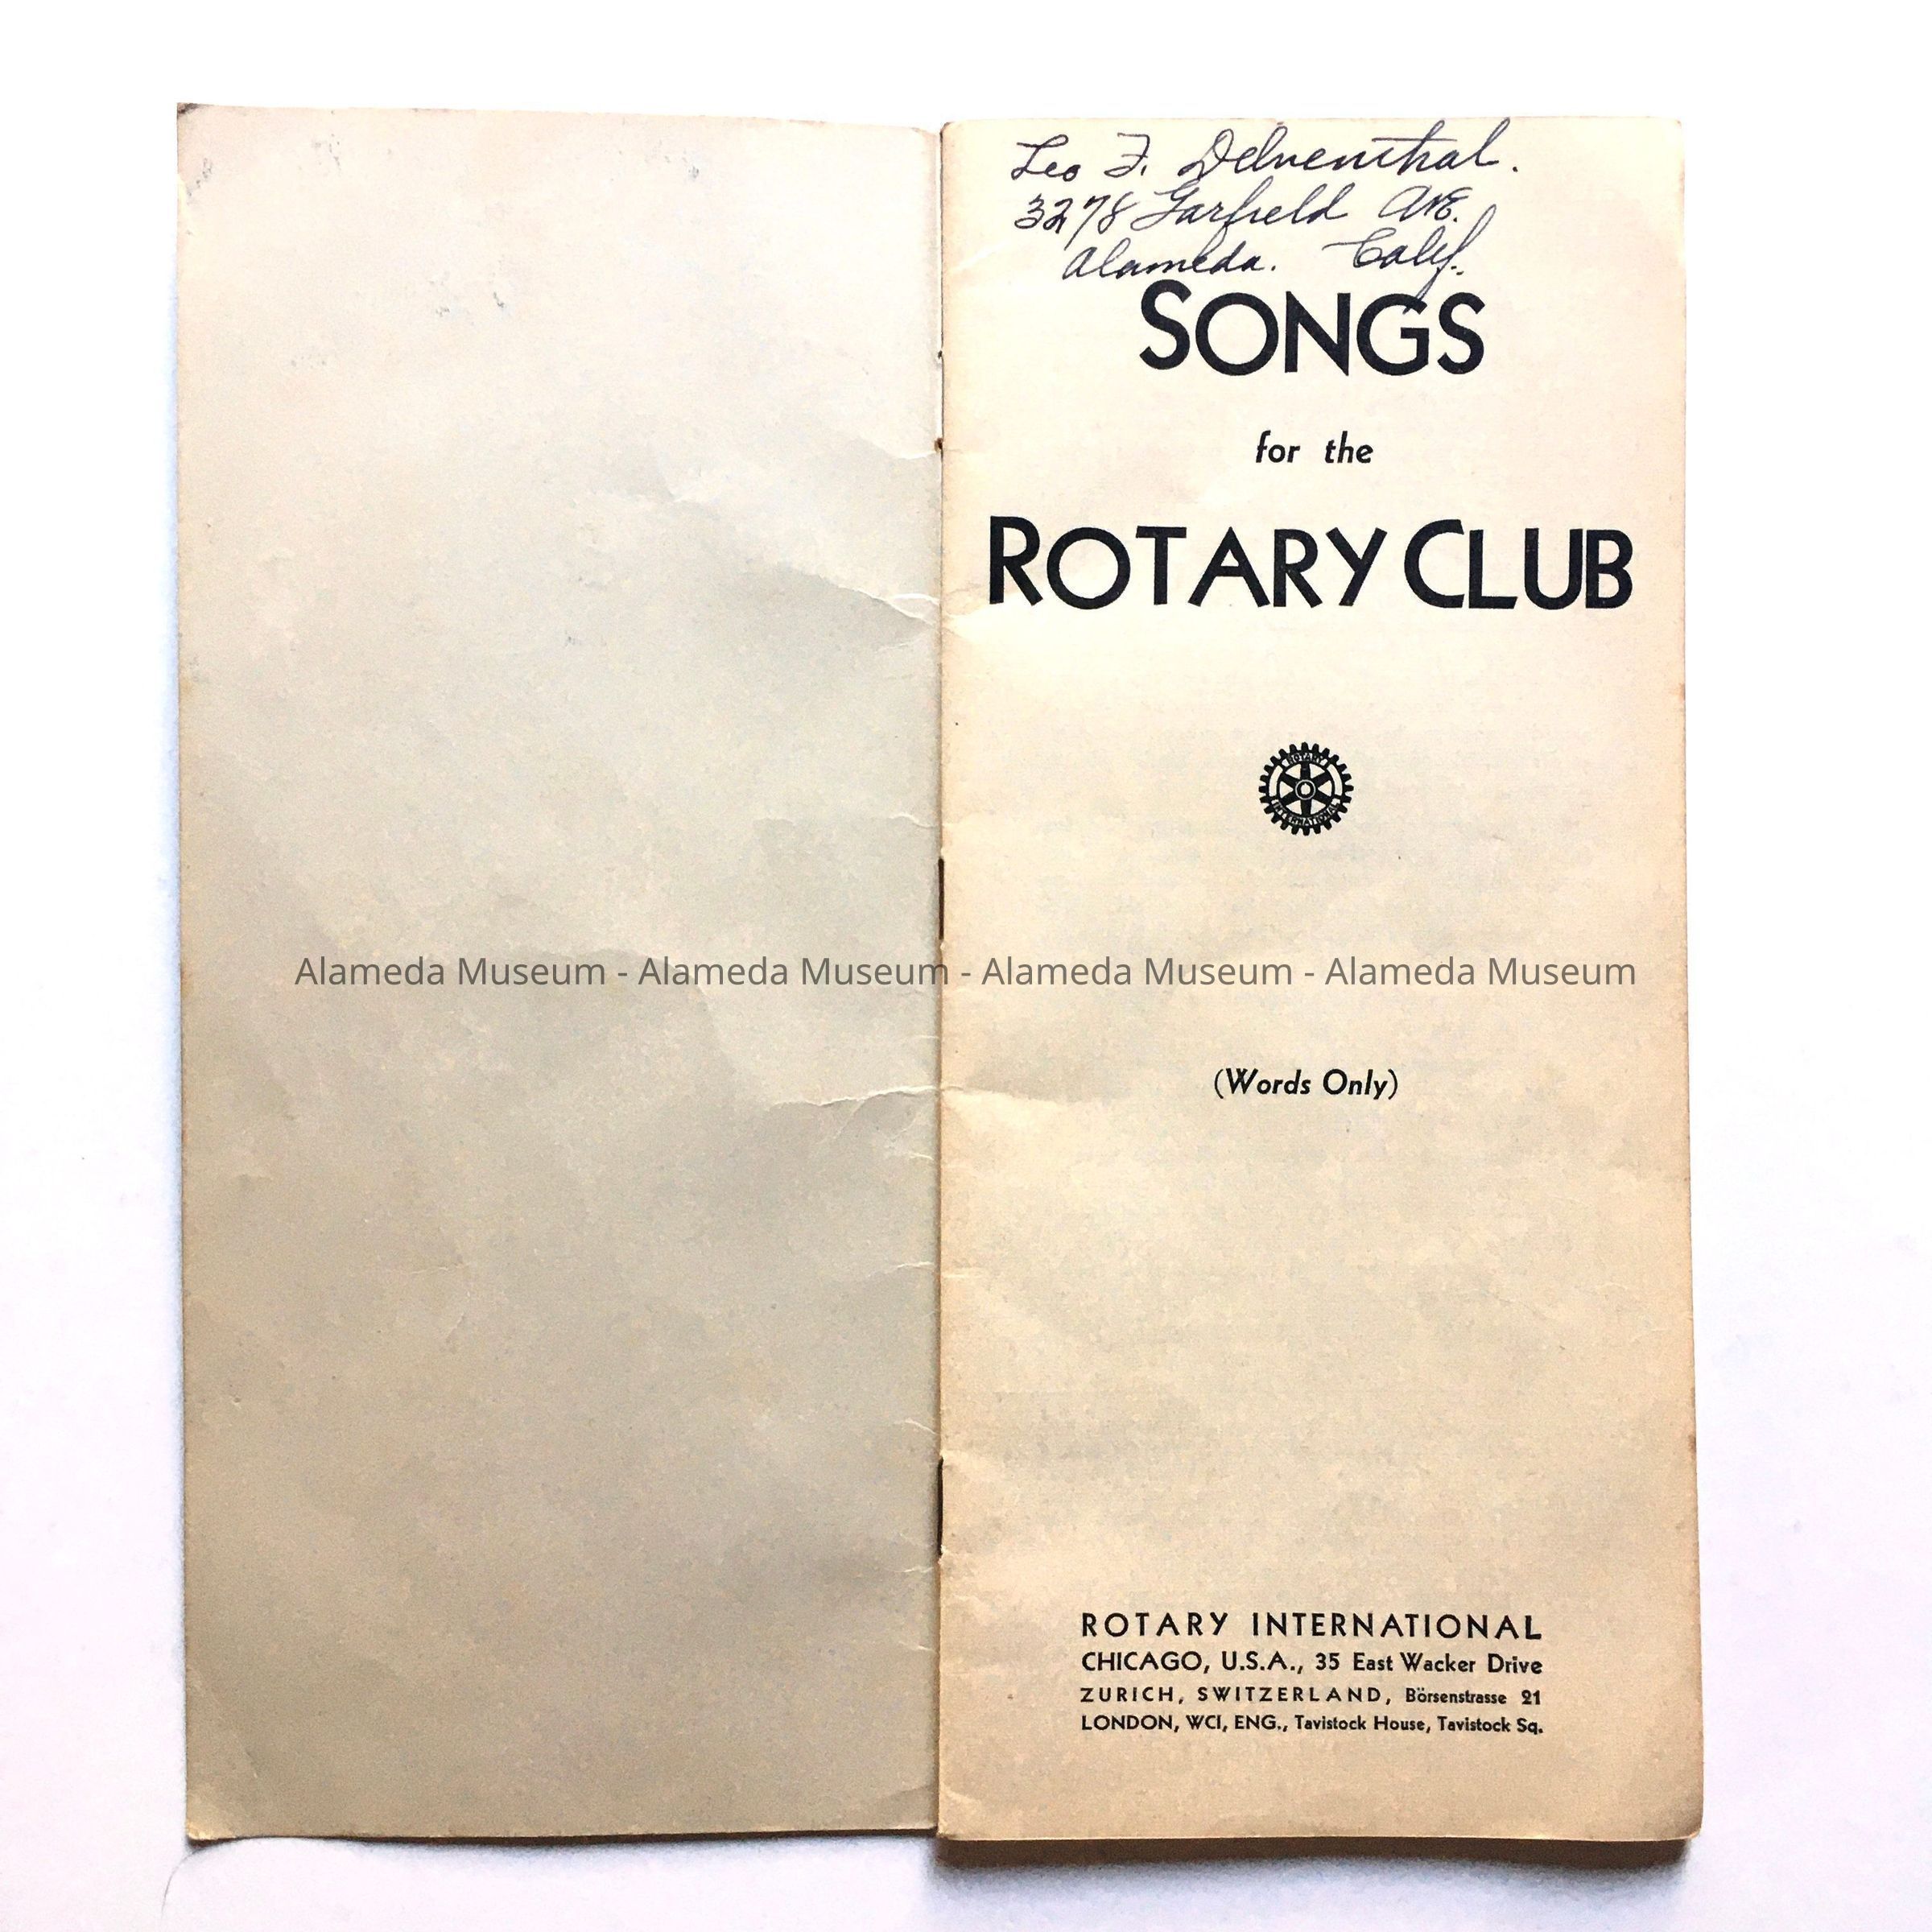 Leo F. Delventhal.
3278 Garfield Ave.
Alameda. Calif.
SONGS
for the
ROTARY CLUB
ROTARY
INTERNATIONAL
Alameda Museum - Alameda Museum - Alameda Museum - Alameda Museum
(Words Only)
ROTARY INTERNATIONAL
CHICAGO, U.S.A., 35 East Wacker Drive
ZURICH, SWITZERLAND, Börsenstrasse 21
LONDON, WCI, ENG., Tavistock House, Tavistock Sq.